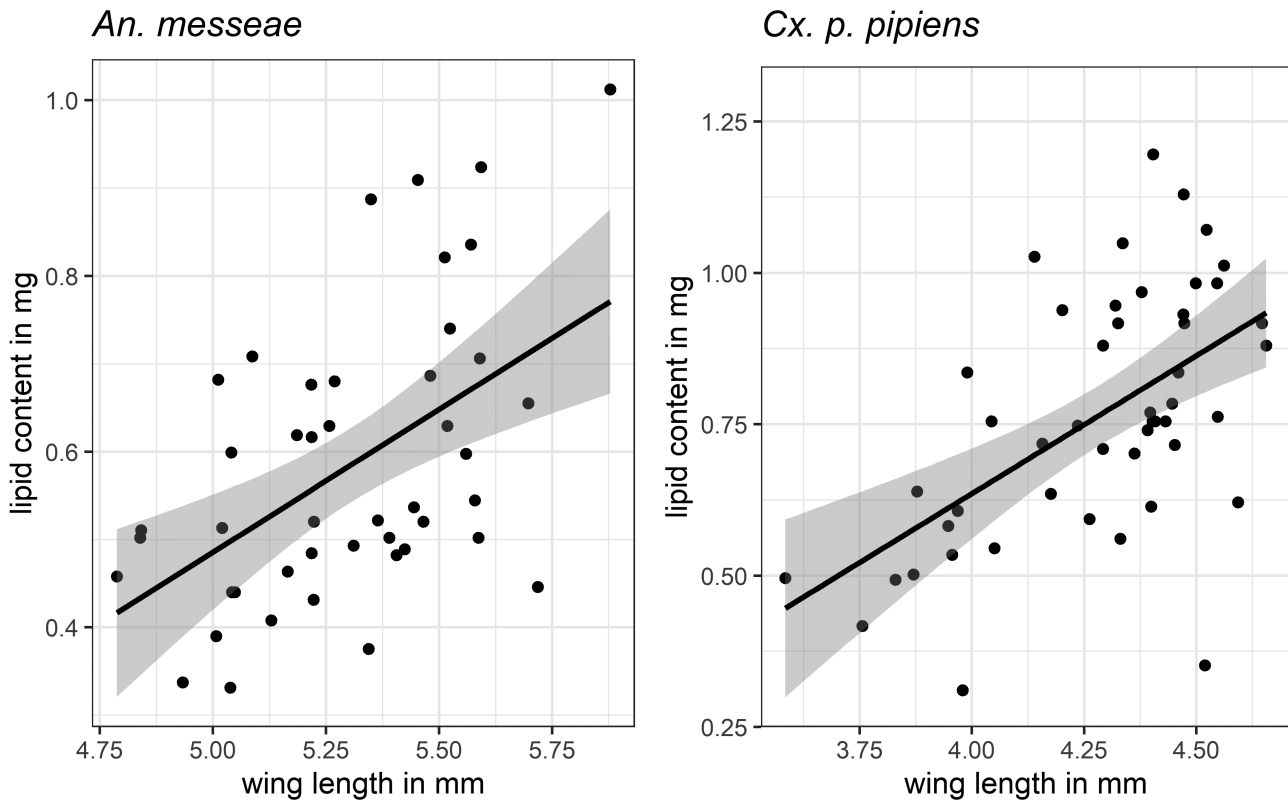 An. messeae
lipid content in mg
1.0
0.8
0.6
0.4
4.75 5.00 5.25 5.50 5.75
wing length in mm
Cx. p. pipiens
lipid content in mg
1.25
1.00
0.75
0.50
0.25
3.75 4.00 4.25 4.50
wing length in mm